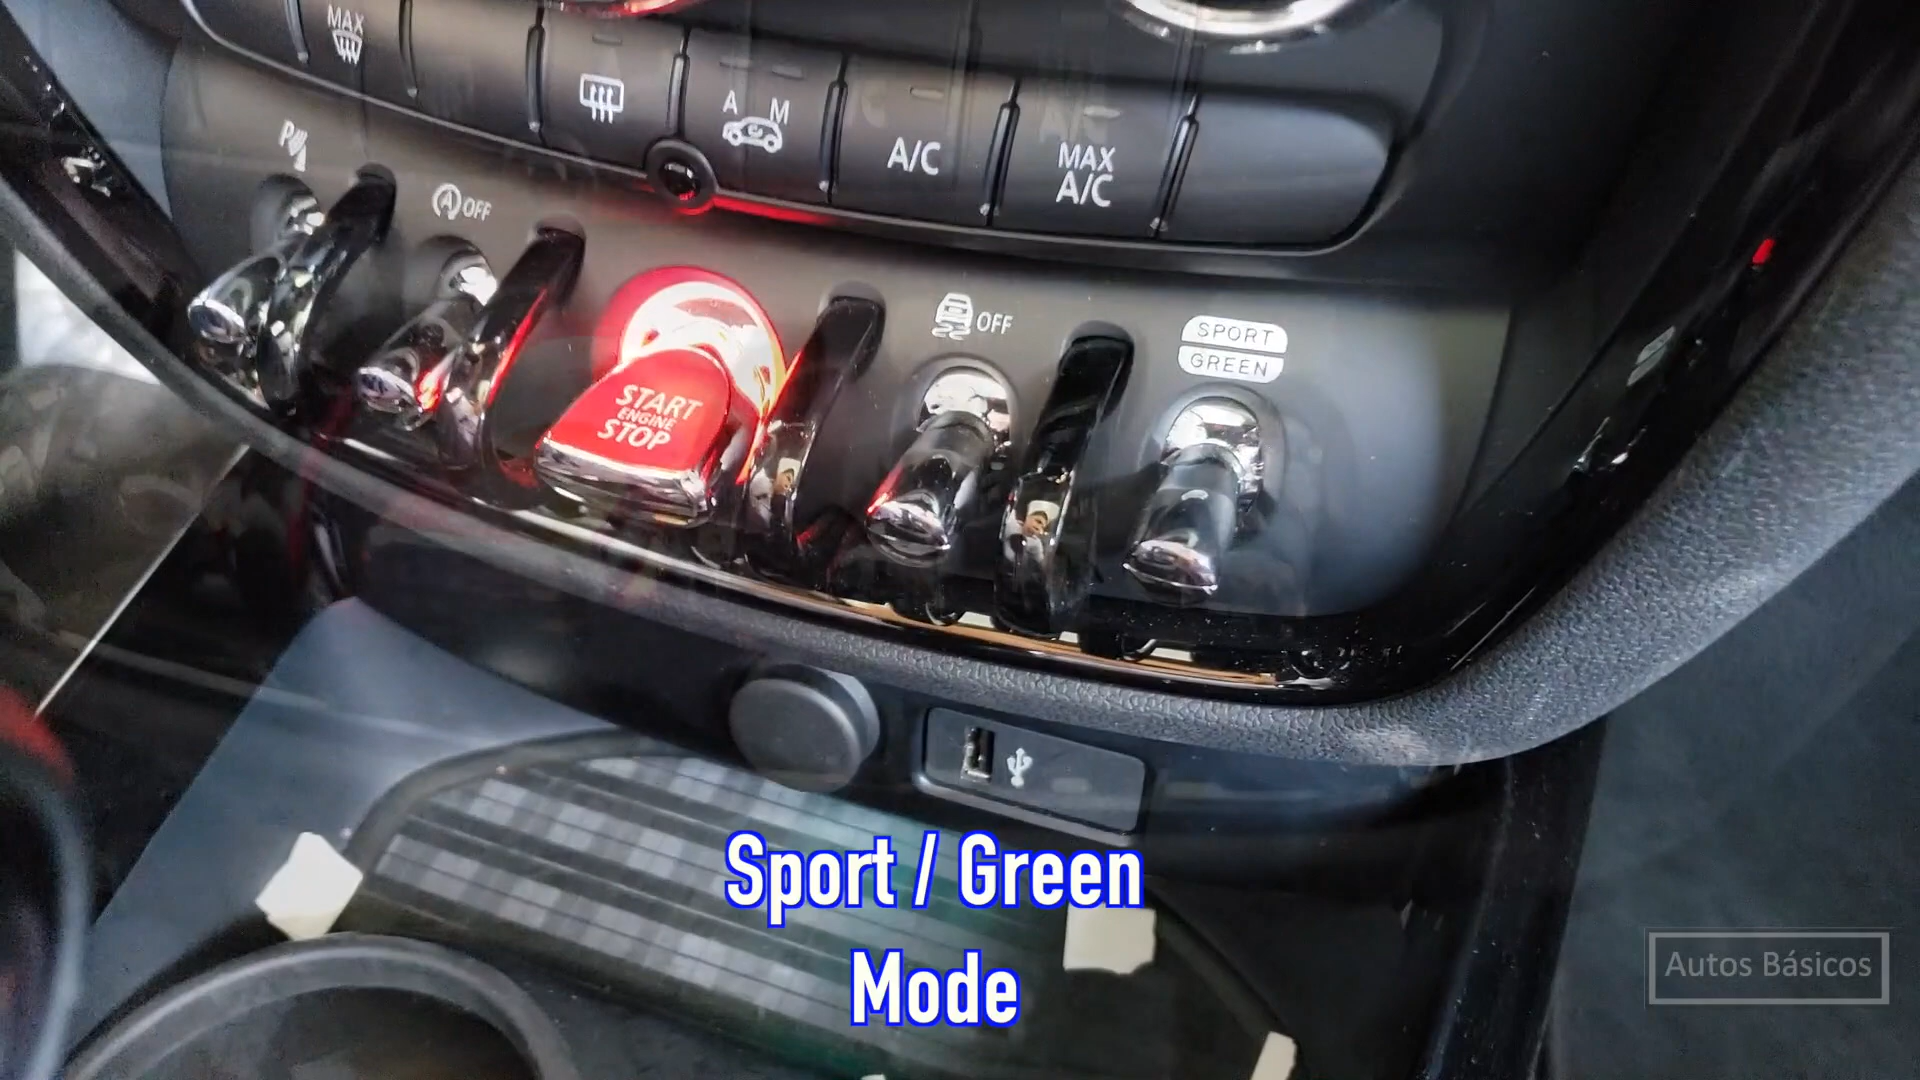 MAX
A M
A/C
MAX
A/C
P
A OFF
OFF
SPORT
GREEN
START
ENGINE
STOP
Sport / Green
Mode
Autos Básicos